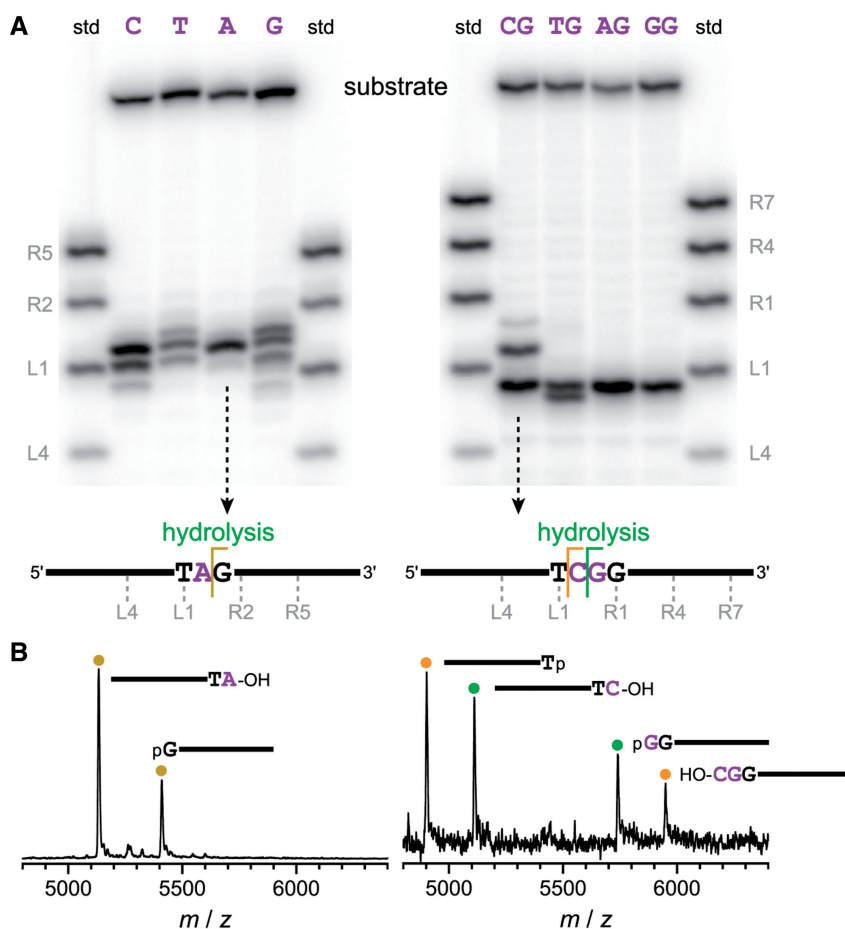 A
std C T A G std
std CG TG AG GG std
substrate
R5
R2
L1
L4
R7
R4
R1
L1
L4
hydrolysis
5' TAG 3'
L4 L1 R2 R5
hydrolysis
5' TCGG 3'
L4 L1 R1 R4 R7
B
TA-OH
pG
5000 5500 6000
m / z
Tp
TC-OH
pGG
HO-CGG
5000 5500 6000
m / z